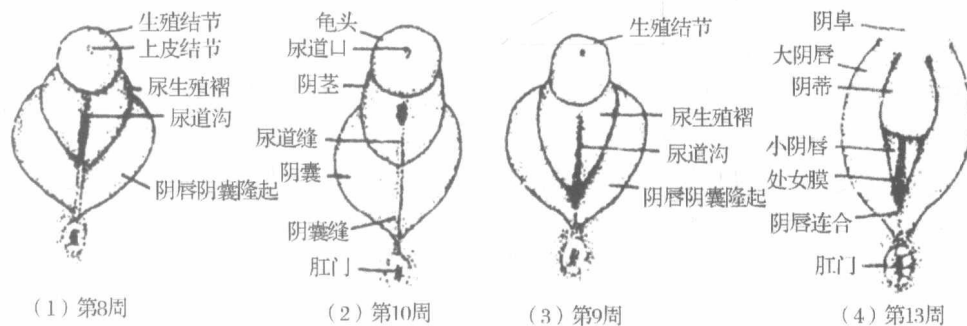 生殖结节
上皮结节
尿生殖褶
尿道沟
阴唇阴囊隆起
(1)第8周
龟头
尿道口
阴茎
尿道缝
阴囊
阴囊缝
肛门
(2)第10周
生殖结节
尿生殖褶
尿道沟
阴唇阴囊隆起
(3)第9周
阴阜
大阴唇
阴蒂
小阴唇
处女膜
阴唇连合
肛门
(4)第13周